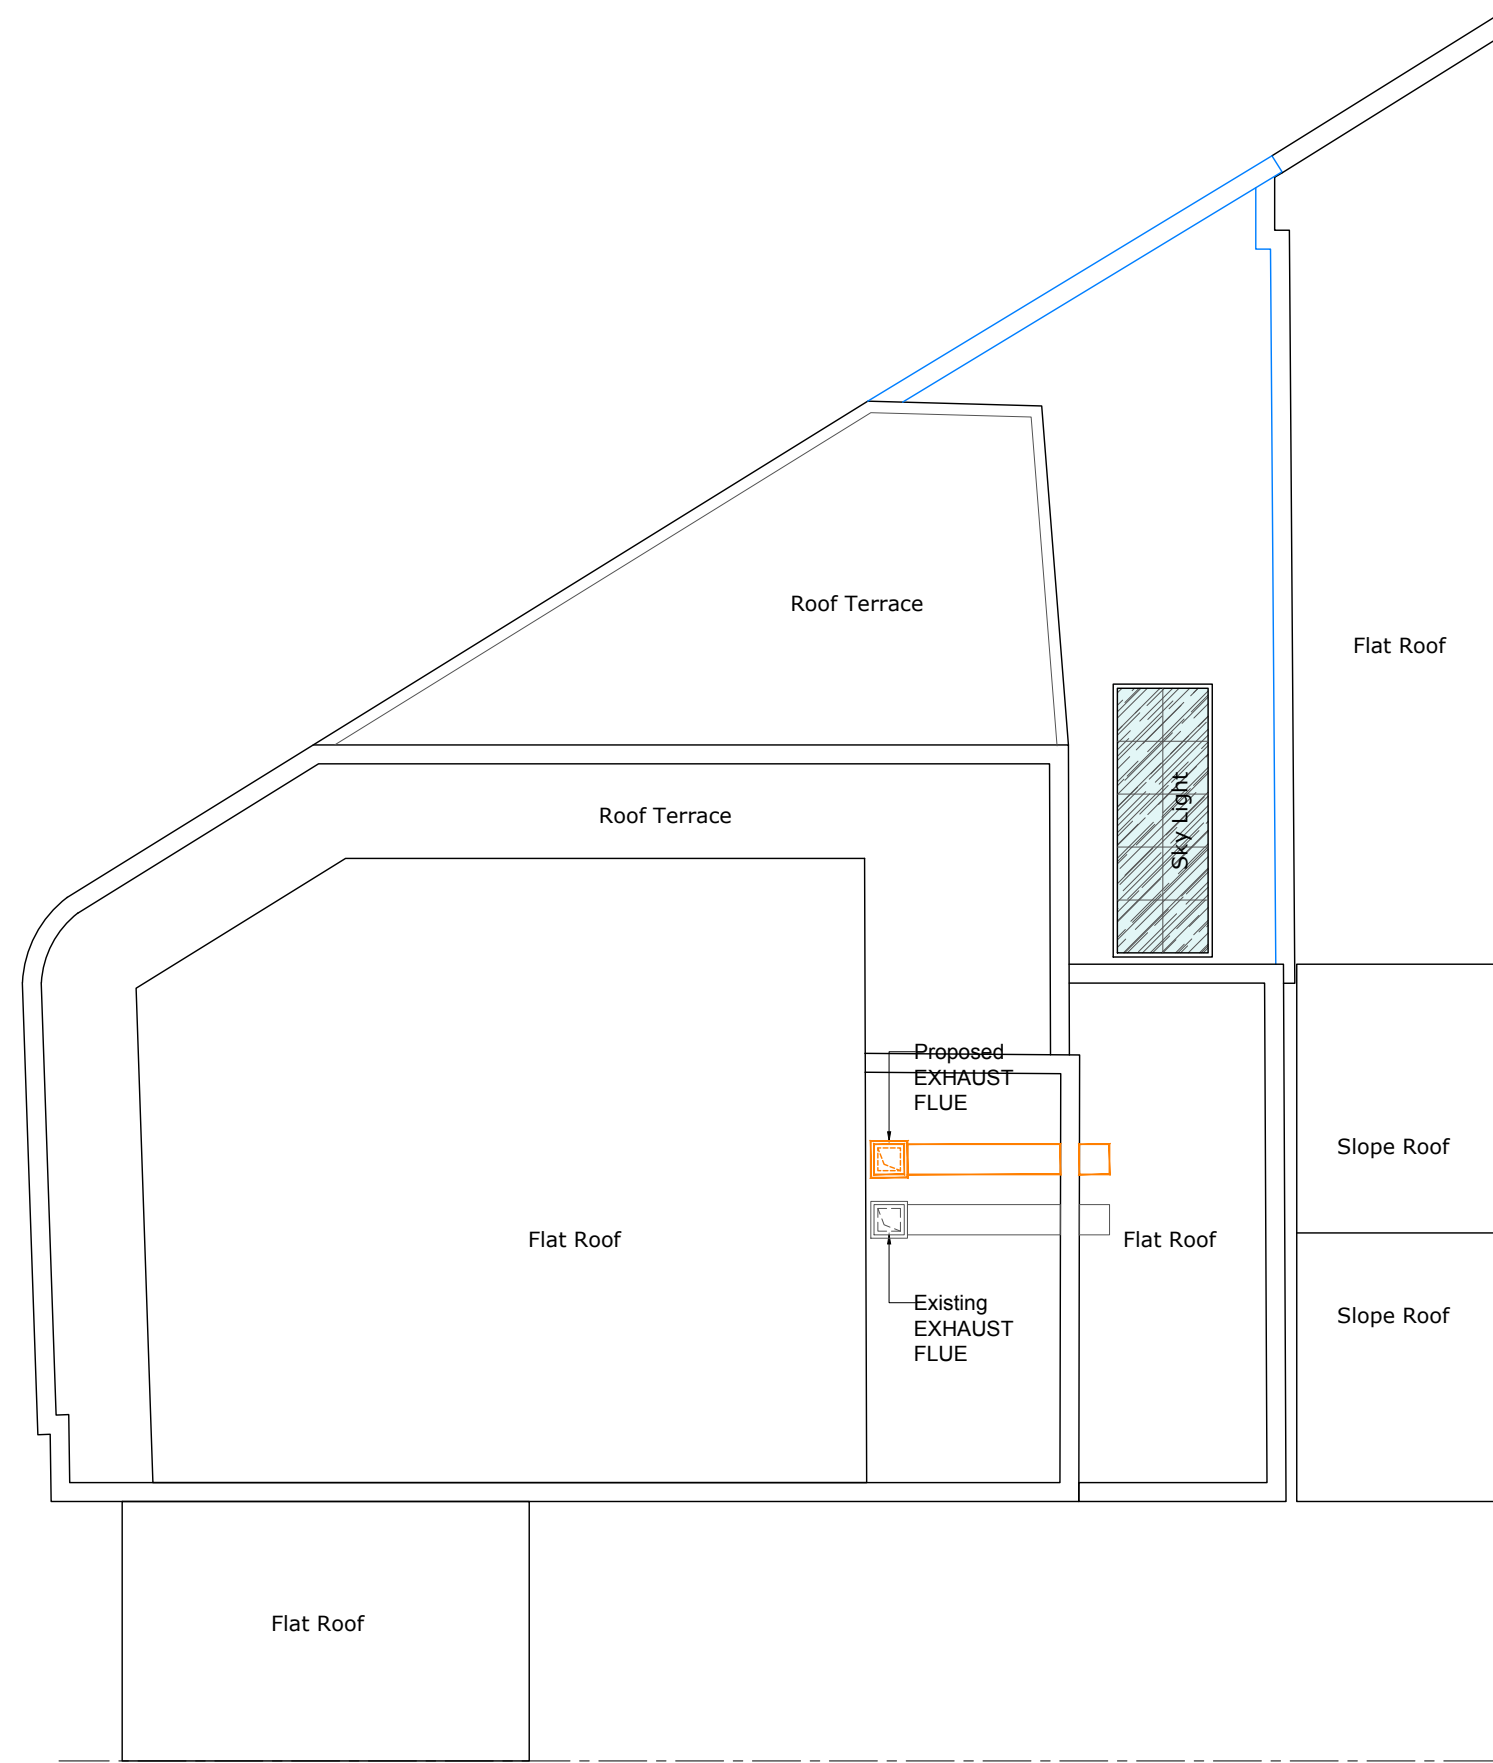 Roof Terrace
Flat Roof
Sky Light
Roof Terrace
Proposed
EXHAUST
FLUE
Slope Roof
Flat Roof
Flat Roof
Existing
EXHAUST
FLUE
Slope Roof
Flat Roof